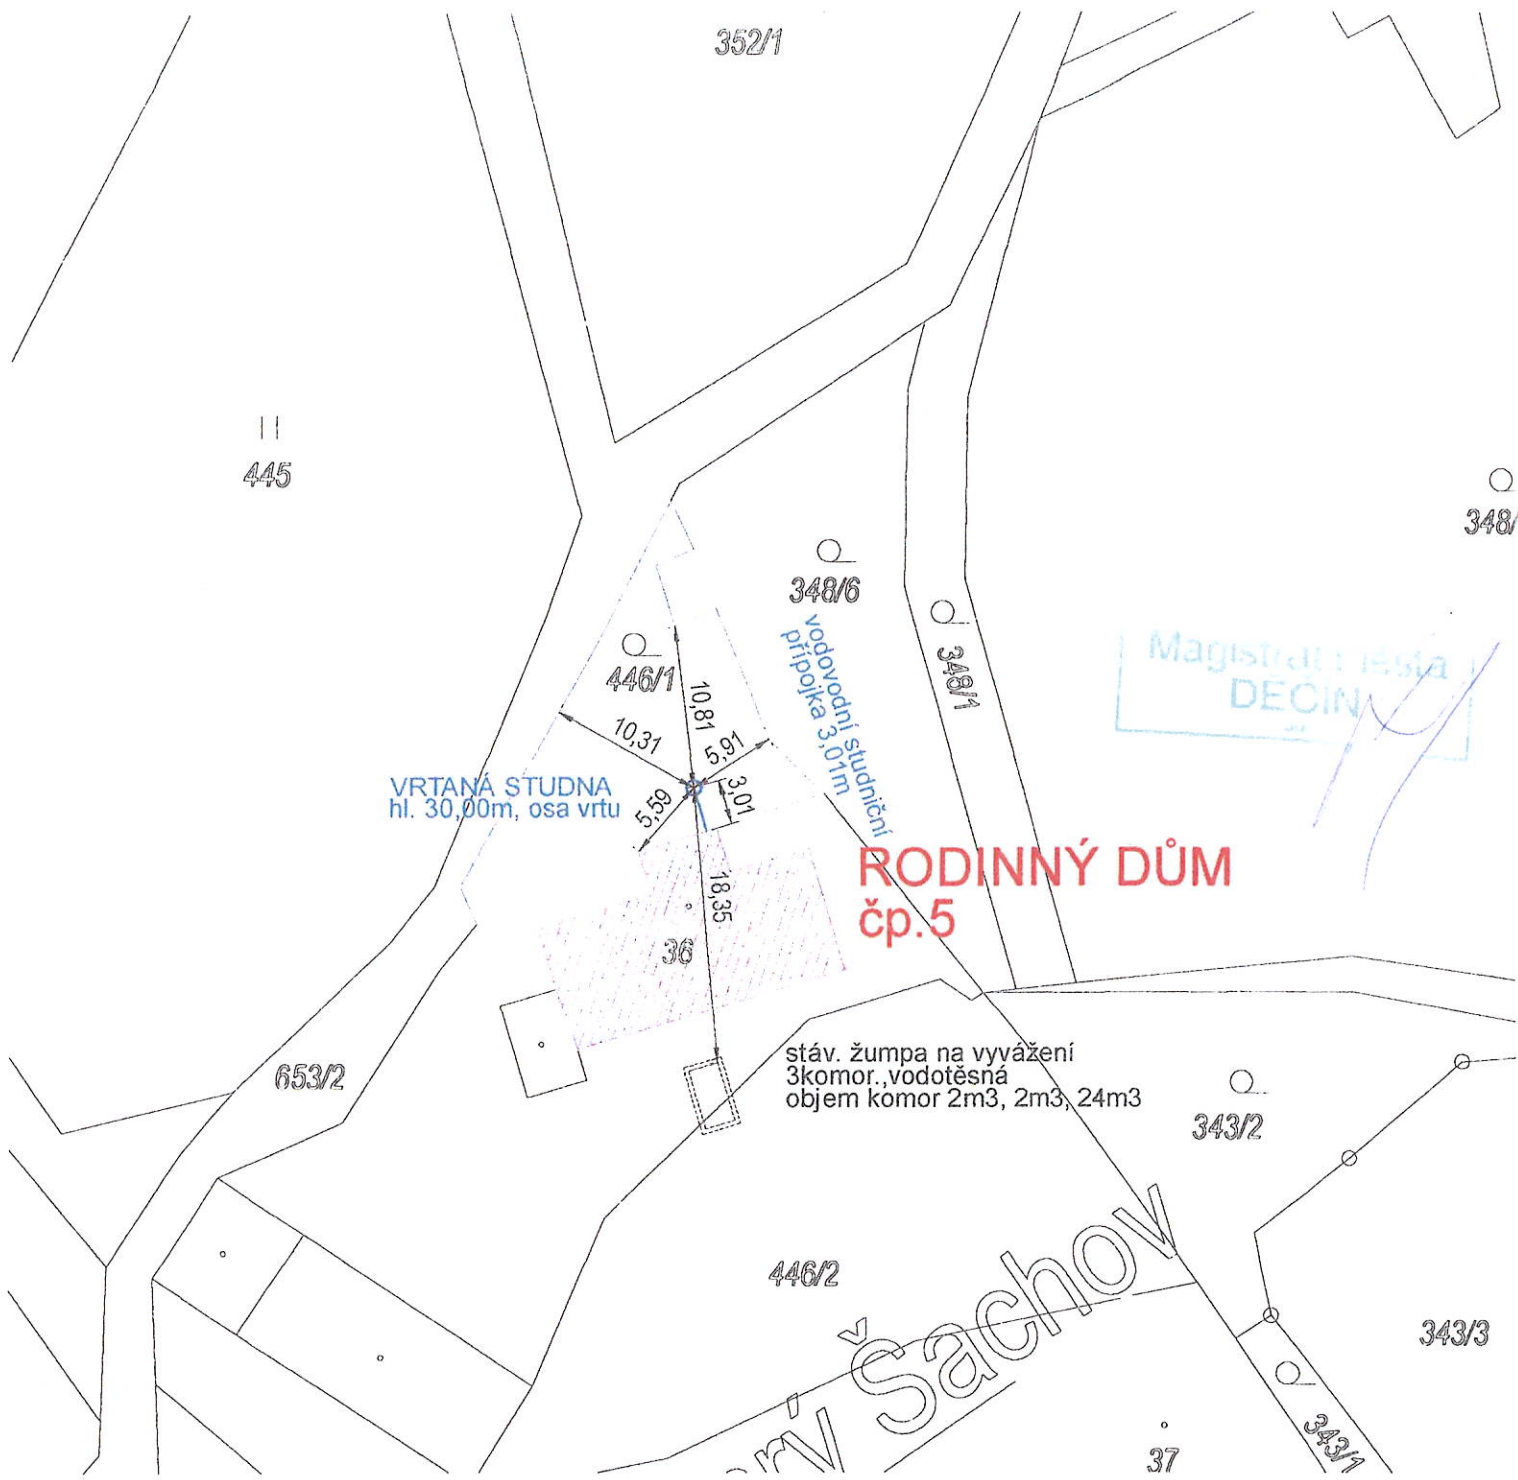 352/1
445
348/
348/6
446/1
348/1
vodovodní studniční
přípojka 3,01m
Magistrát města
DĚČÍN
10,81
10,31
5,91
3,01
5,59
VRTANÁ STUDNA
hl. 30,00m, osa vrtu
RODINNÝ DŮM
čp.5
18,35
36
653/2
stáv. žumpa na vyvážení
3komor.,vodotěsná
objem komor 2m3, 2m3, 24m3
343/2
446/2
343/3
arý Šachov
343/1
37